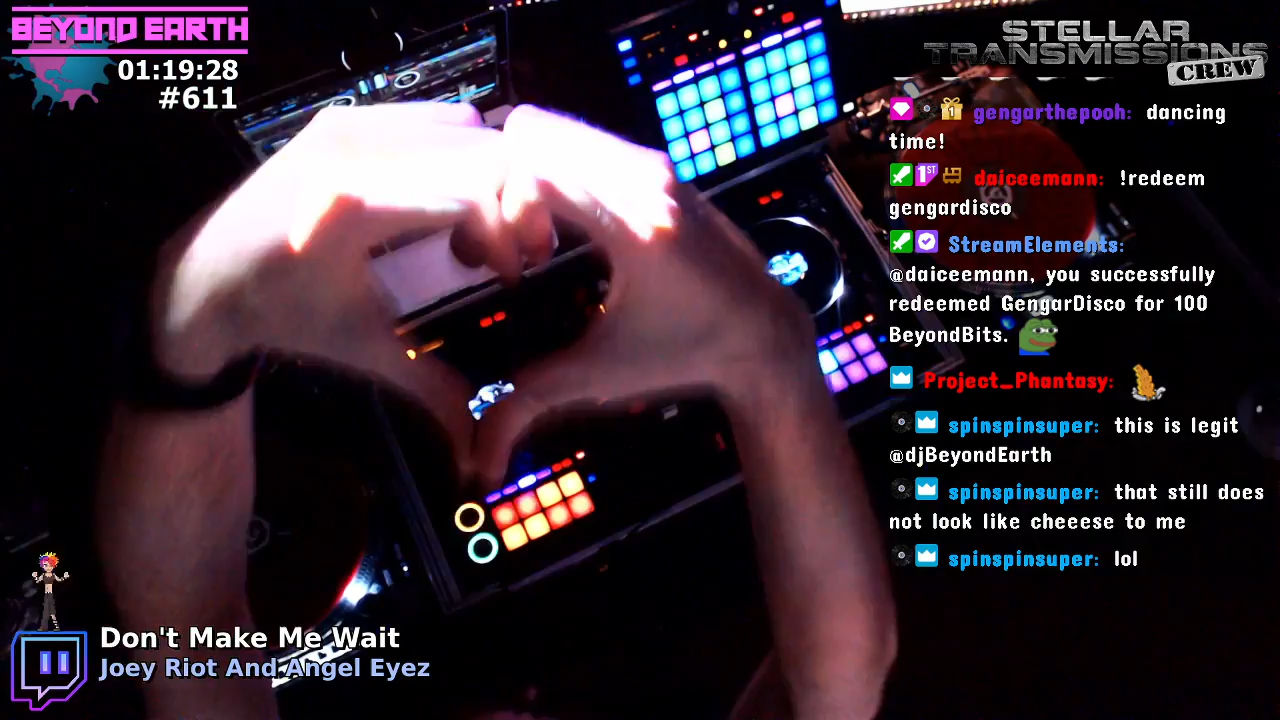 BEYOND EARTH
01:19:28
#611
STELLAR
TRANSMISSIONS
CREW
gengarthepooh: dancing
time!
1ST daiceemann: !redeem
gengardisco
StreamElements:
@daiceemann, you successfully
redeemed GengarDisco for 100
BeyondBits.
Project_Phantasy:
spinspinsuper: this is legit
@djBeyondEarth
spinspinsuper: that still does
not look like cheeese to me
spinspinsuper: lol
Don't Make Me Wait
Joey Riot And Angel Eyez